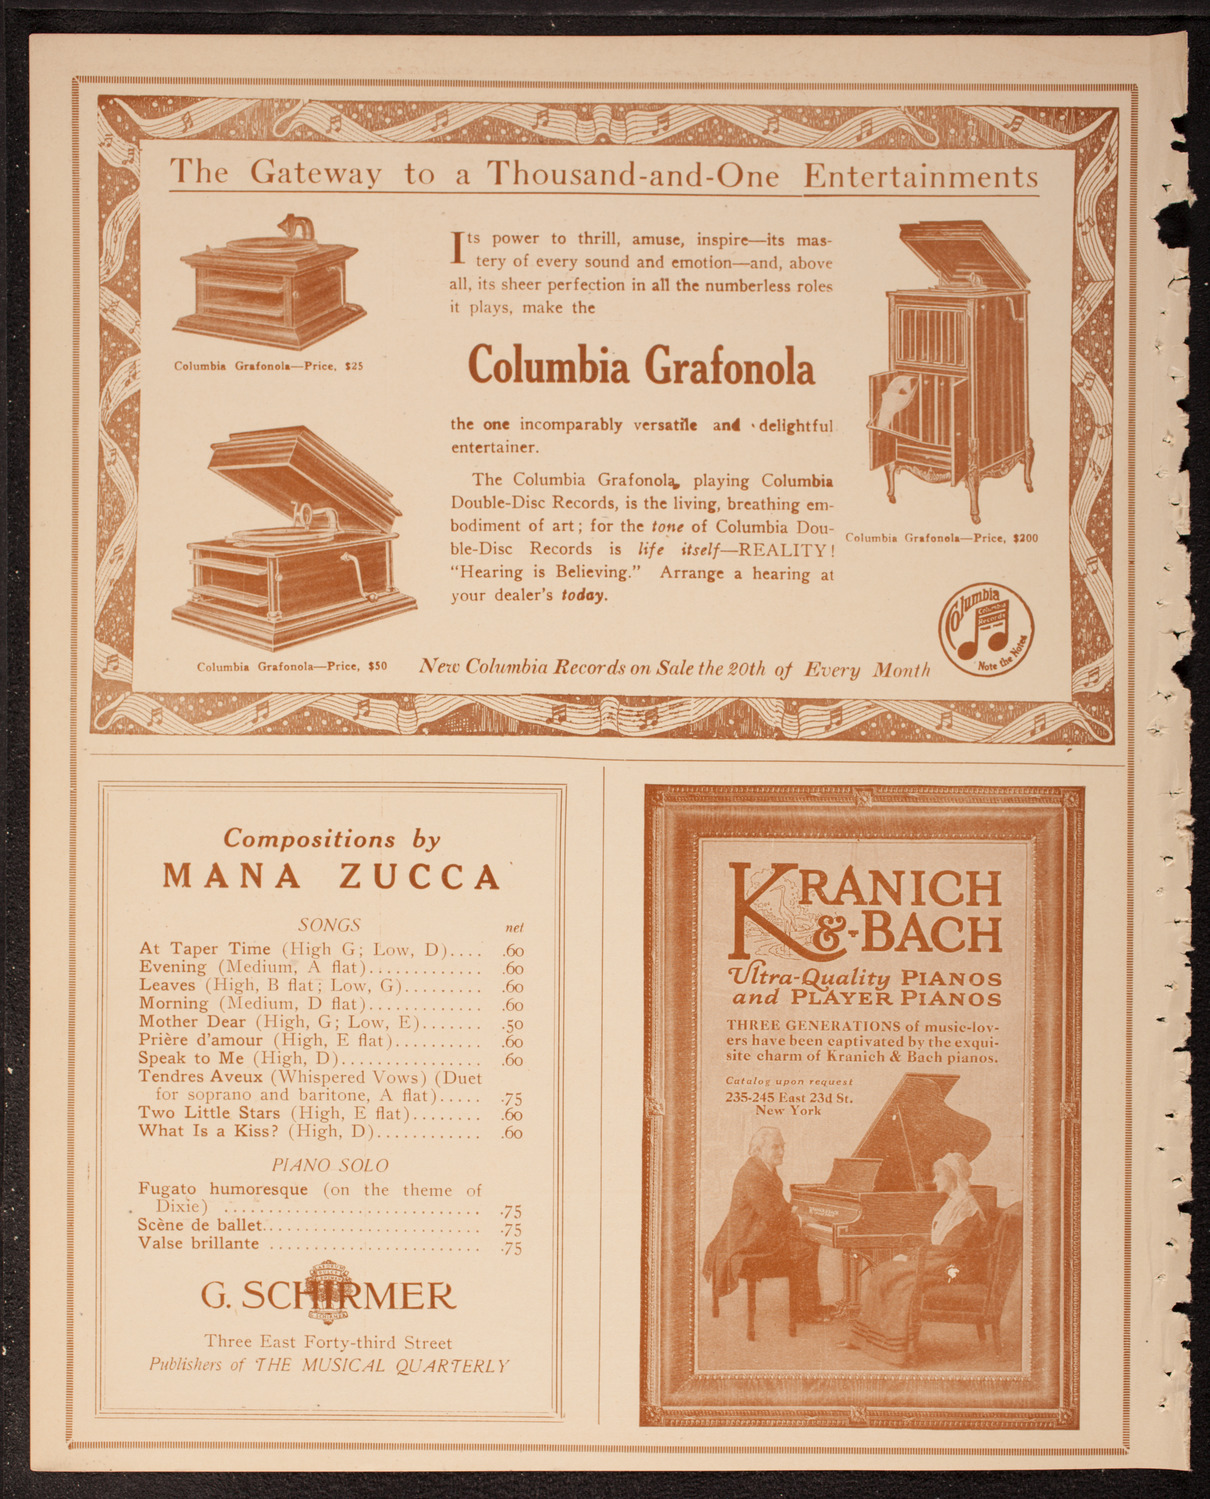 The Gateway to a Thousand-and-One Entertainments
Columbia Grafonola—Price, $25
Its power to thrill, amuse, inspire—its mas-
tery of every sound and emotion—and, above
all, its sheer perfection in all the numberless roles
it plays, make the
Columbia Grafonola
the one incomparably versatile and delightful
entertainer.
The Columbia Grafonola, playing Columbia
Double-Disc Records, is the living, breathing em-
bodiment of art; for the tone of Columbia Dou-
ble-Disc Records is life itself—REALITY!
“Hearing is Believing.” Arrange a hearing at
your dealer's today.
Columbia Grafonola—Price, $200
Columbia
Columbia
Records
Note the Notes
Columbia Grafonola—Price, $50
New Columbia Records on Sale the 20th of Every Month
Compositions by
MANA ZUCCA
SONGS net
At Taper Time (High G; Low, D).... .60
Evening (Medium, A flat)............. .60
Leaves (High, B flat; Low, G)......... .60
Morning (Medium, D flat)............. .60
Mother Dear (High, G; Low, E)....... .50
Prière d'amour (High, E flat).......... .60
Speak to Me (High, D)................ .60
Tendres Aveux (Whispered Vows) (Duet
for soprano and baritone, A flat)..... .75
Two Little Stars (High, E flat)........ .60
What Is a Kiss? (High, D)............ .60
PIANO SOLO
Fugato humoresque (on the theme of
Dixie) ............................. .75
Scène de ballet......................... .75
Valse brillante ........................ .75
G. SCHIRMER
Three East Forty-third Street
Publishers of THE MUSICAL QUARTERLY
KRANICH
&-BACH
Ultra-Quality PIANOS
and PLAYER PIANOS
THREE GENERATIONS of music-lov-
ers have been captivated by the exqui-
site charm of Kranich & Bach pianos.
Catalog upon request
235-245 East 23d St.
New York